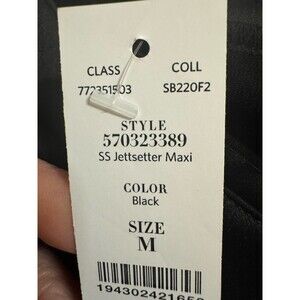 CLASS COLL
772351503 SB220F2
STYLE
570323389
SS Jettsetter Maxi
COLOR
Black
SIZE
M